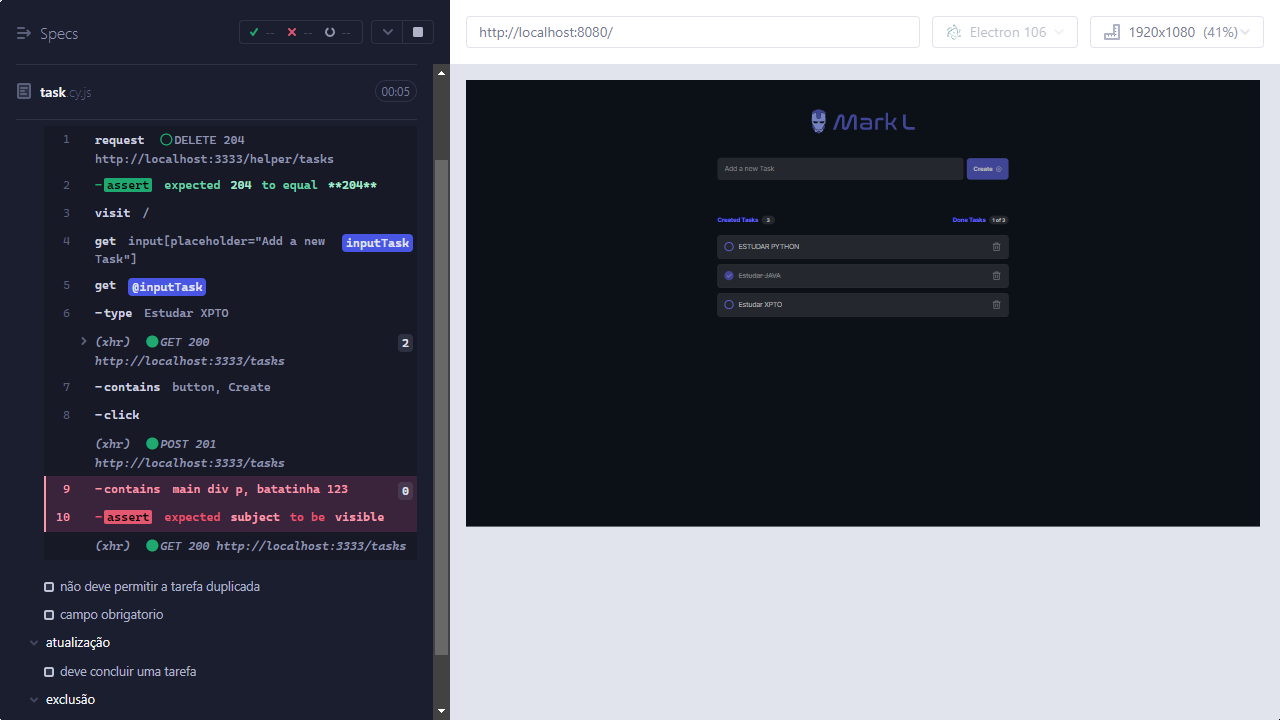 Specs
-- -- --
task.cy.js 00:05
1 request DELETE 204
http://localhost:3333/helper/tasks
2 -assert expected 204 to equal **204**
3 visit /
4 get input[placeholder="Add a new inputTask
Task"]
5 get @inputTask
6 -type Estudar XPTO
(xhr) GET 200 2
http://localhost:3333/tasks
7 -contains button, Create
8 -click
(xhr) POST 201
http://localhost:3333/tasks
9 -contains main div p, batatinha 123 0
10 -assert expected subject to be visible
(xhr) GET 200 http://localhost:3333/tasks
não deve permitir a tarefa duplicada
campo obrigatorio
atualização
deve concluir uma tarefa
exclusão
http://localhost:8080/ Electron 106 1920x1080 (41%)
Mark L
Add a new Task Create
Created Tasks 3 Done Tasks 1 of 3
ESTUDAR PYTHON
Estudar JAVA
Estudar XPTO